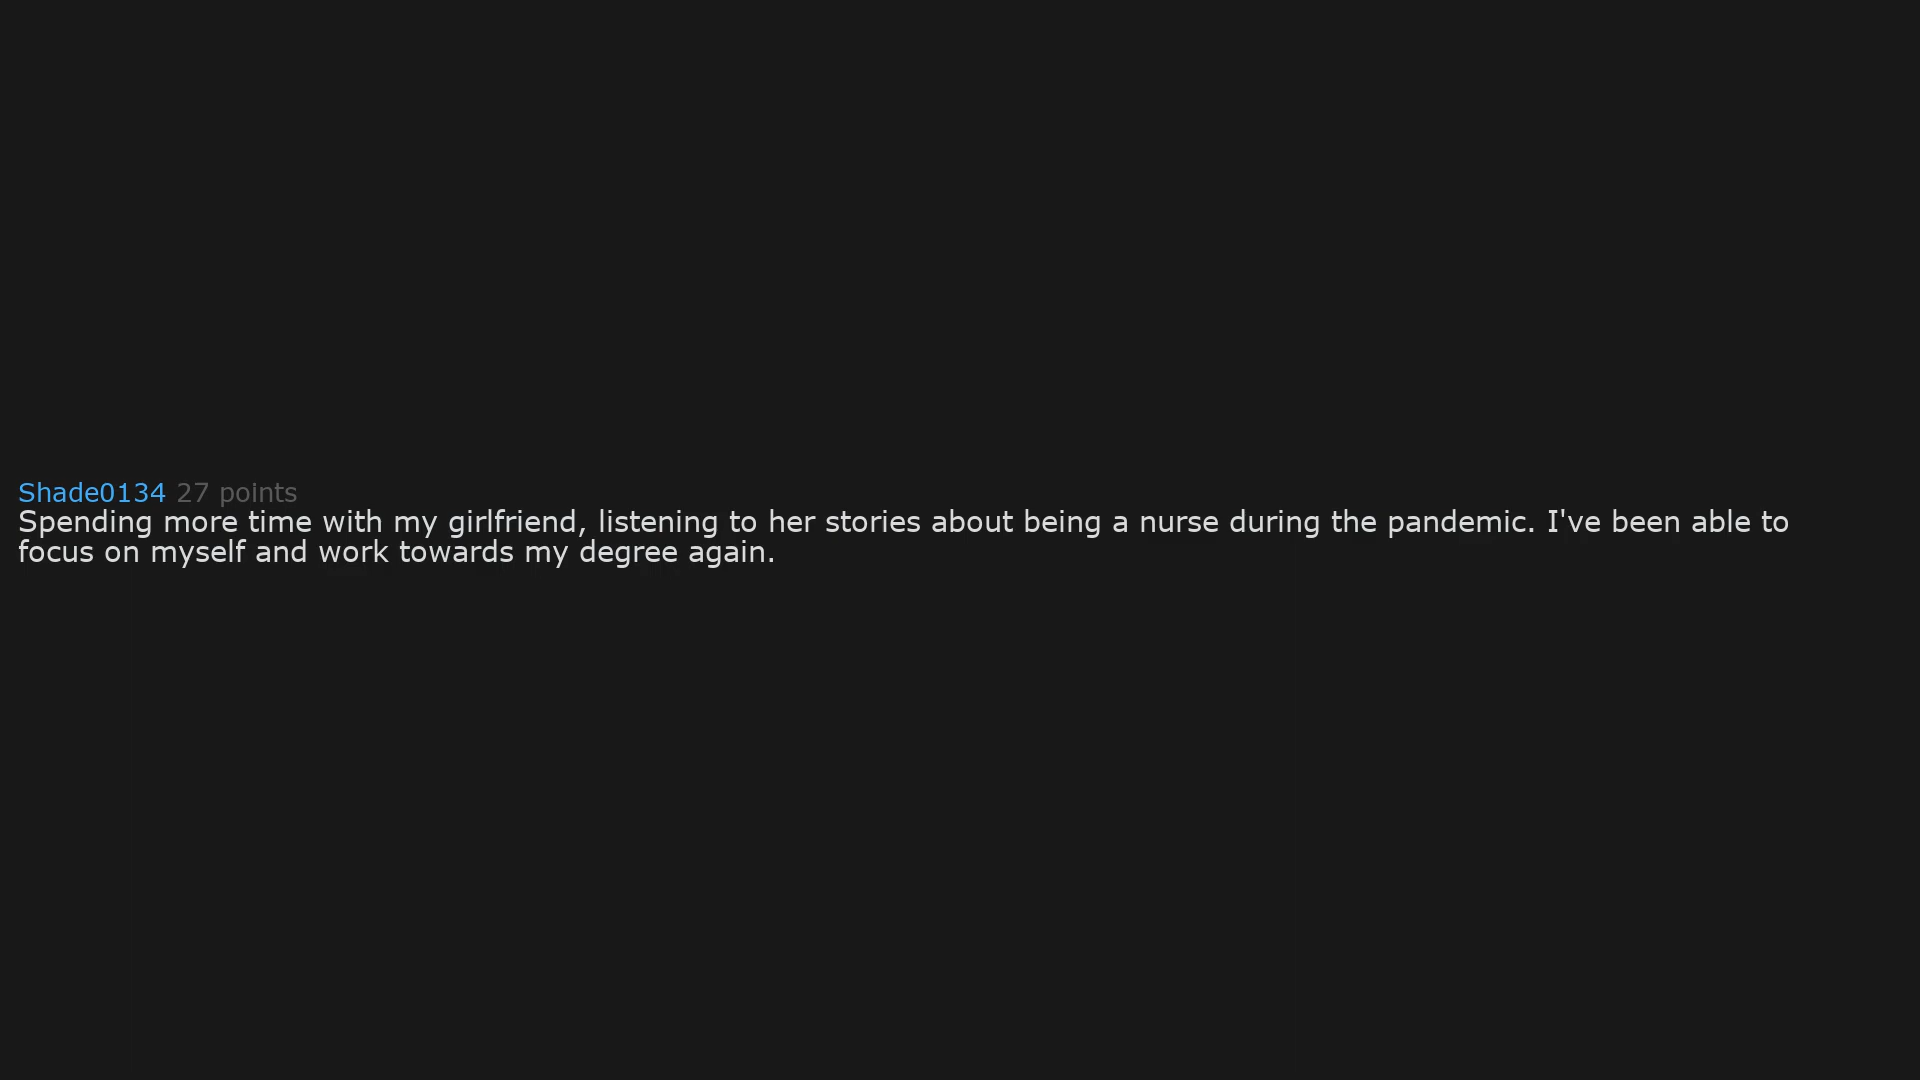 Shade0134 27 points
Spending more time with my girlfriend, listening to her stories about being a nurse during the pandemic. I've been able to
focus on myself and work towards my degree again.